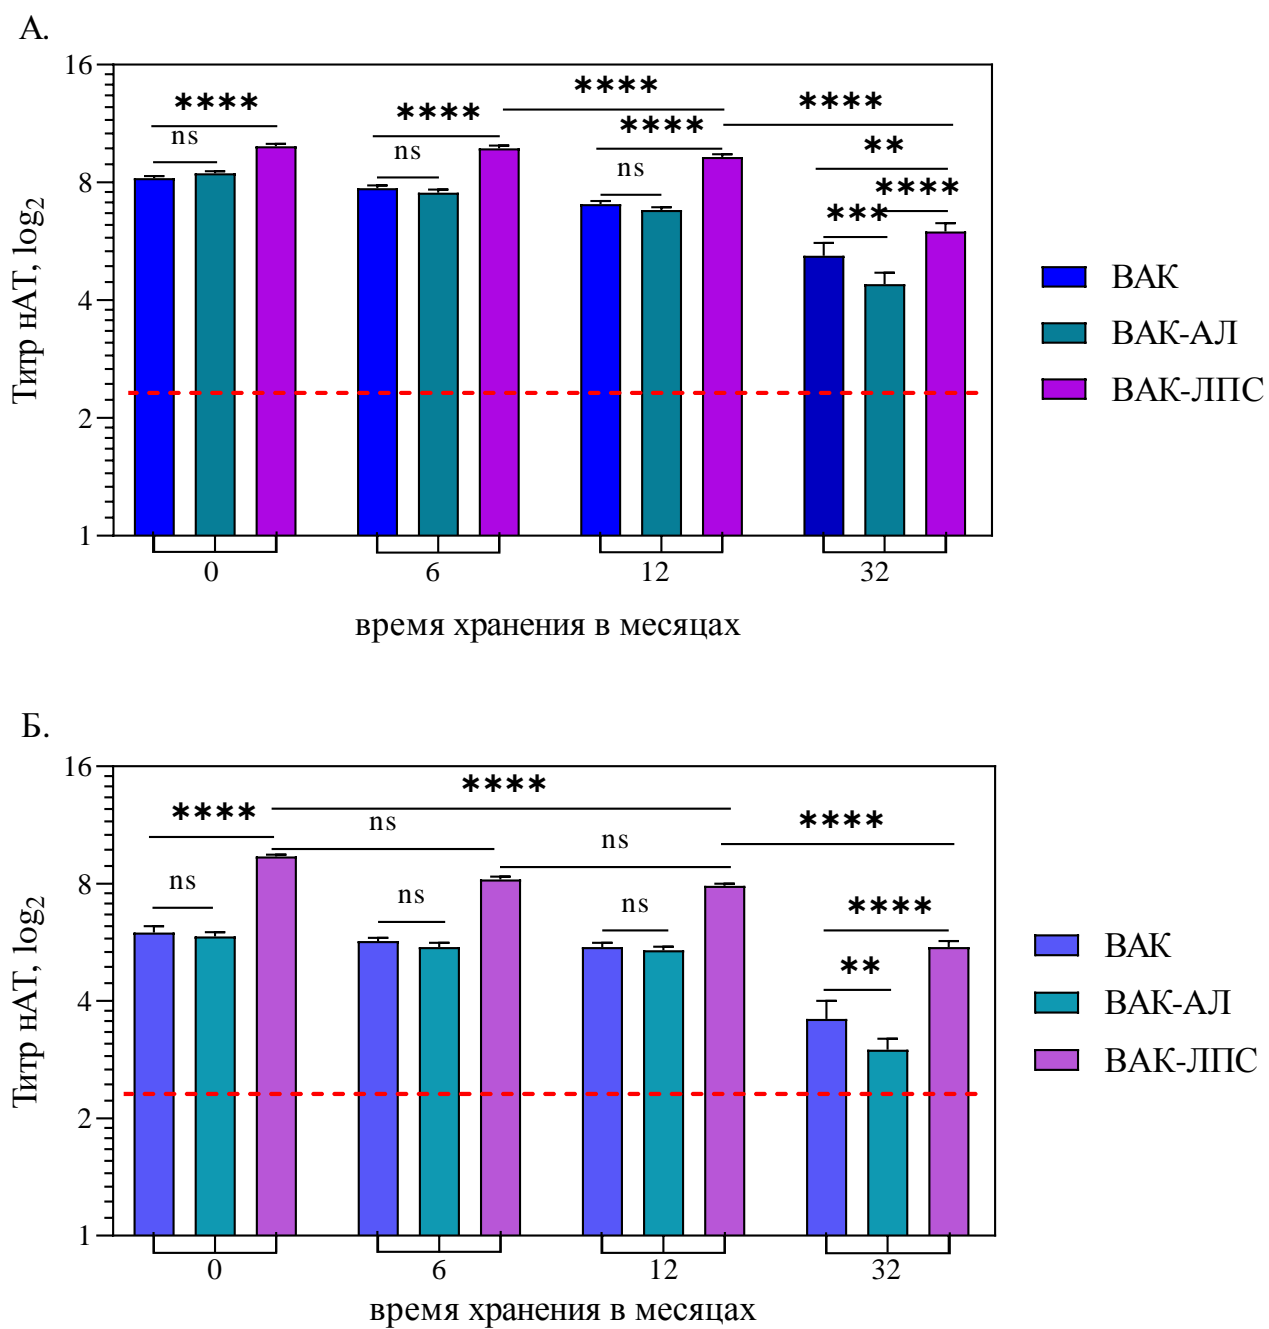 А.
Титр нАТ, log2
16
8
4
2
1
**** ns
**** ns
**** **** ns
**** ** **** ***
0 6 12 32
время хранения в месяцах
ВАК
ВАК-АЛ
ВАК-ЛПС
Б.
Титр нАТ, log2
16
8
4
2
1
**** ns
**** ns ns
ns ns
**** **** **
0 6 12 32
время хранения в месяцах
ВАК
ВАК-АЛ
ВАК-ЛПС